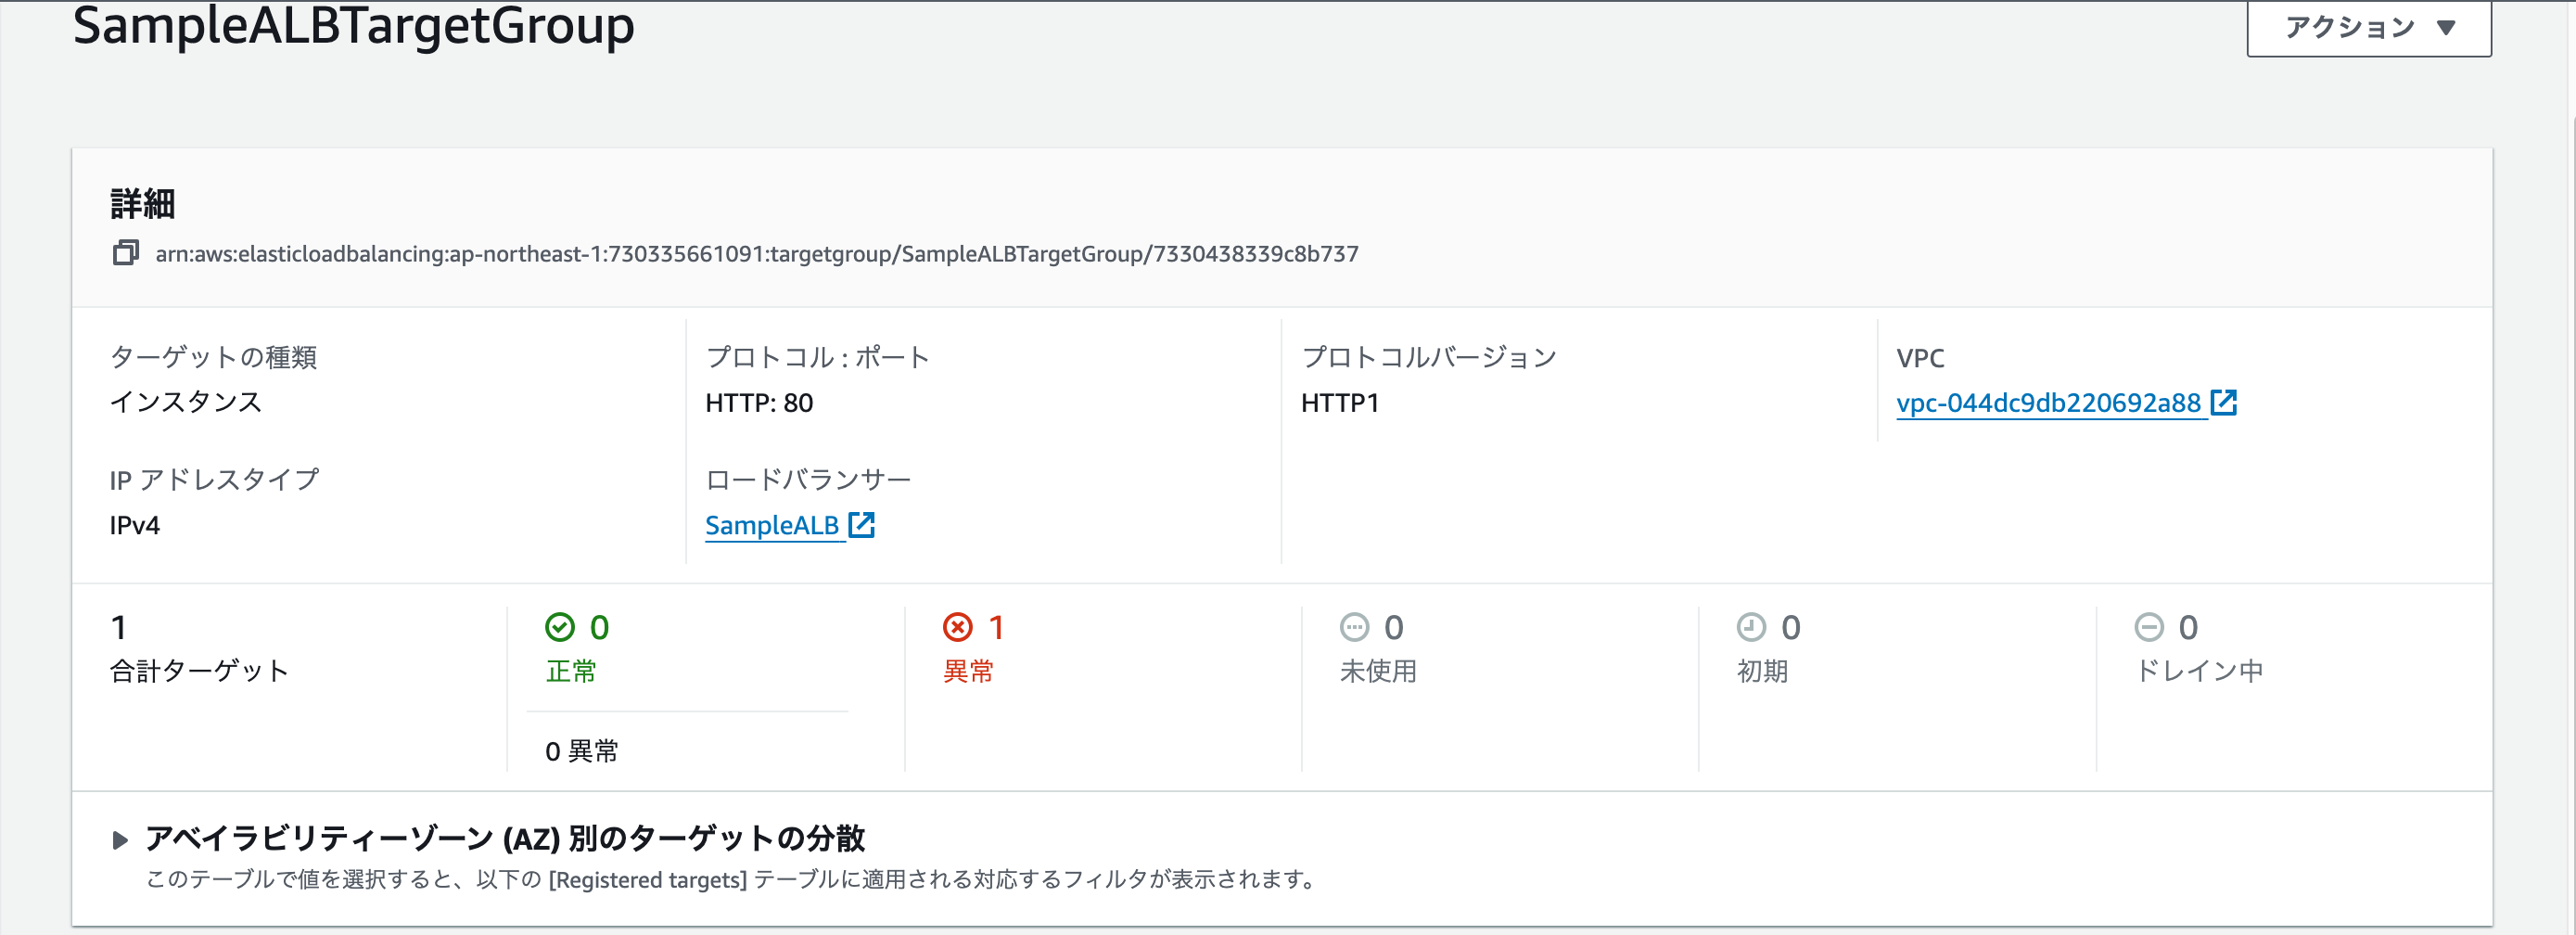 SampleALBTargetGroup
アクション
詳細
arn:aws:elasticloadbalancing:ap-northeast-1:730335661091:targetgroup/SampleALBTargetGroup/7330438339c8b737
ターゲットの種類
インスタンス
プロトコル : ポート
HTTP: 80
プロトコルバージョン
HTTP1
VPC
vpc-044dc9db220692a88
IP アドレスタイプ
IPv4
ロードバランサー
SampleALB
1
合計ターゲット
0
正常
0 異常
1
異常
0
未使用
0
初期
0
ドレイン中
アベイラビリティーゾーン (AZ) 別のターゲットの分散
このテーブルで値を選択すると、以下の [Registered targets] テーブルに適用される対応するフィルタが表示されます。